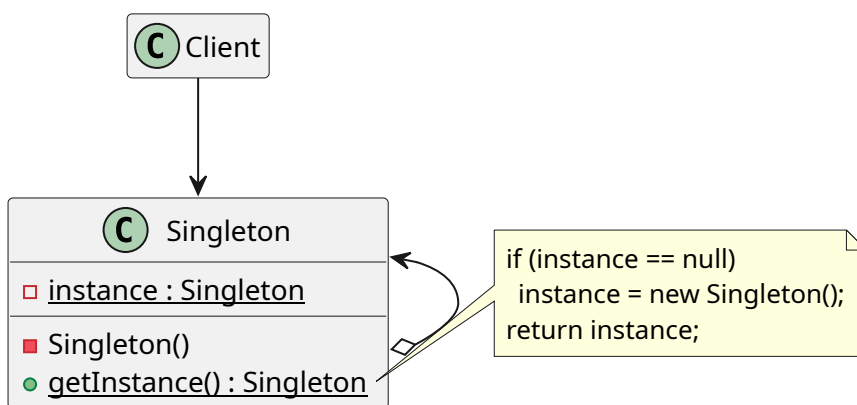 C Client
C Singleton
instance : Singleton
Singleton()
getInstance() : Singleton
if (instance == null)
instance = new Singleton();
return instance;